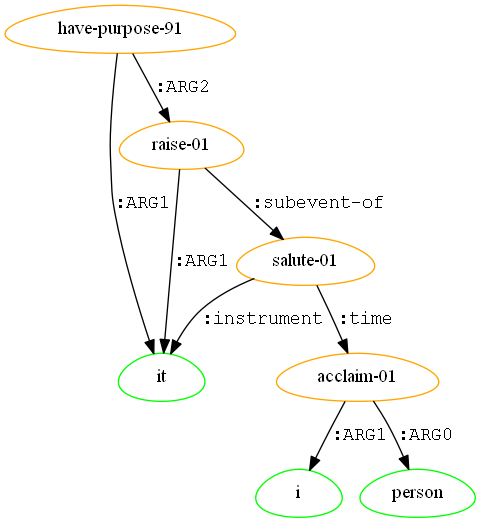 have-purpose-91
:ARG2
raise-01
:ARG1
:subevent-of
:ARG1
salute-01
:instrument
:time
it
acclaim-01
:ARG1
:ARG0
i
person